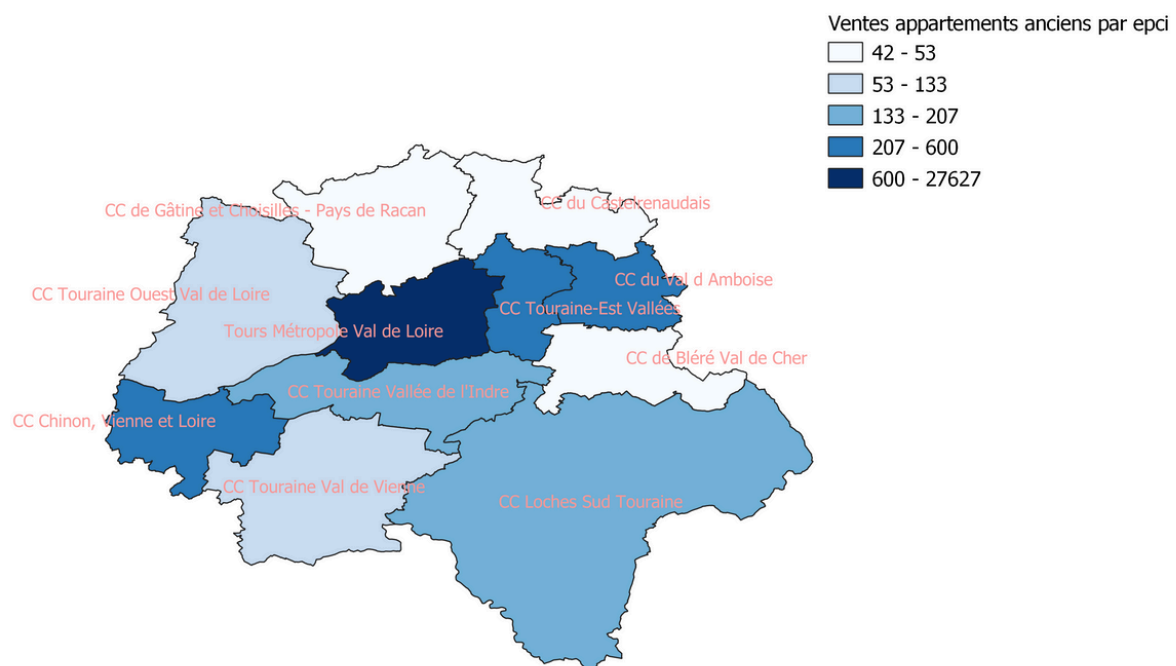 Ventes appartements anciens par epci
42 - 53
53 - 133
133 - 207
207 - 600
600 - 27627
CC de Gâtine et Choisilles - Pays de Racan
CC du Castelrenaudais
CC du Val d Amboise
CC Touraine Ouest Val de Loire
CC Touraine-Est Vallées
Tours Métropole Val de Loire
CC de Bléré Val de Cher
CC Touraine Vallée de l'Indre
CC Chinon, Vienne et Loire
CC Touraine Val de Vienne
CC Loches Sud Touraine